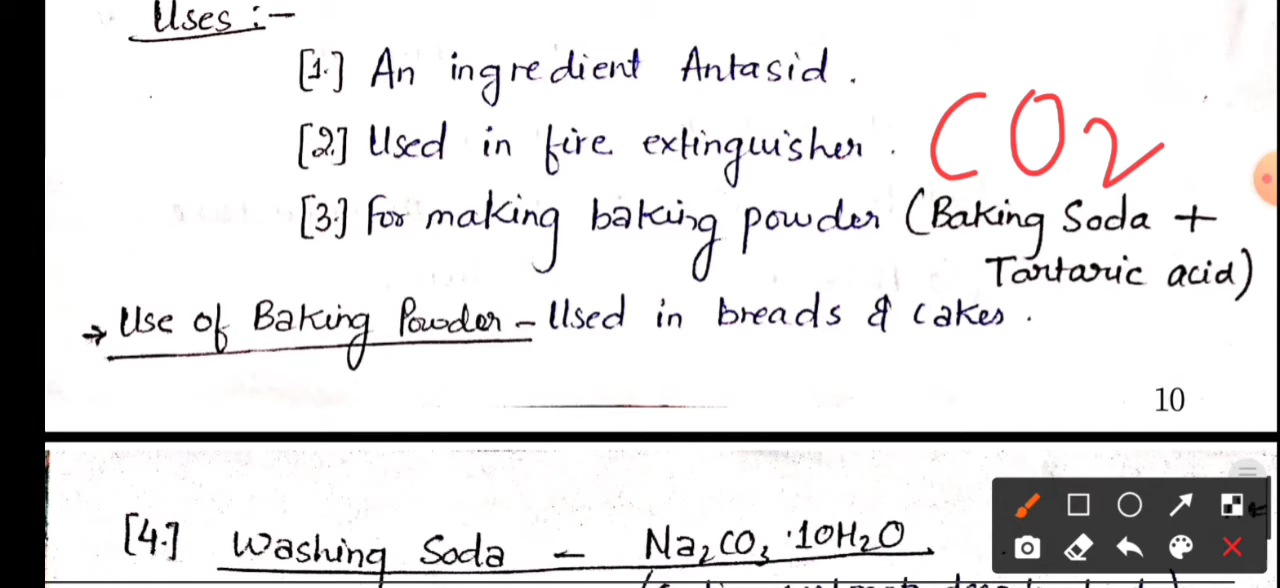 Uses :-
[1.] An ingredient Antasid .
[2.] Used in fire extinguisher . CO2
[3.] For making baking powder (Baking Soda +
Tartaric acid)
→ Use of Baking Powder - Used in breads & cakes .
10
[4.] Washing Soda - Na2CO3 .10H2O .